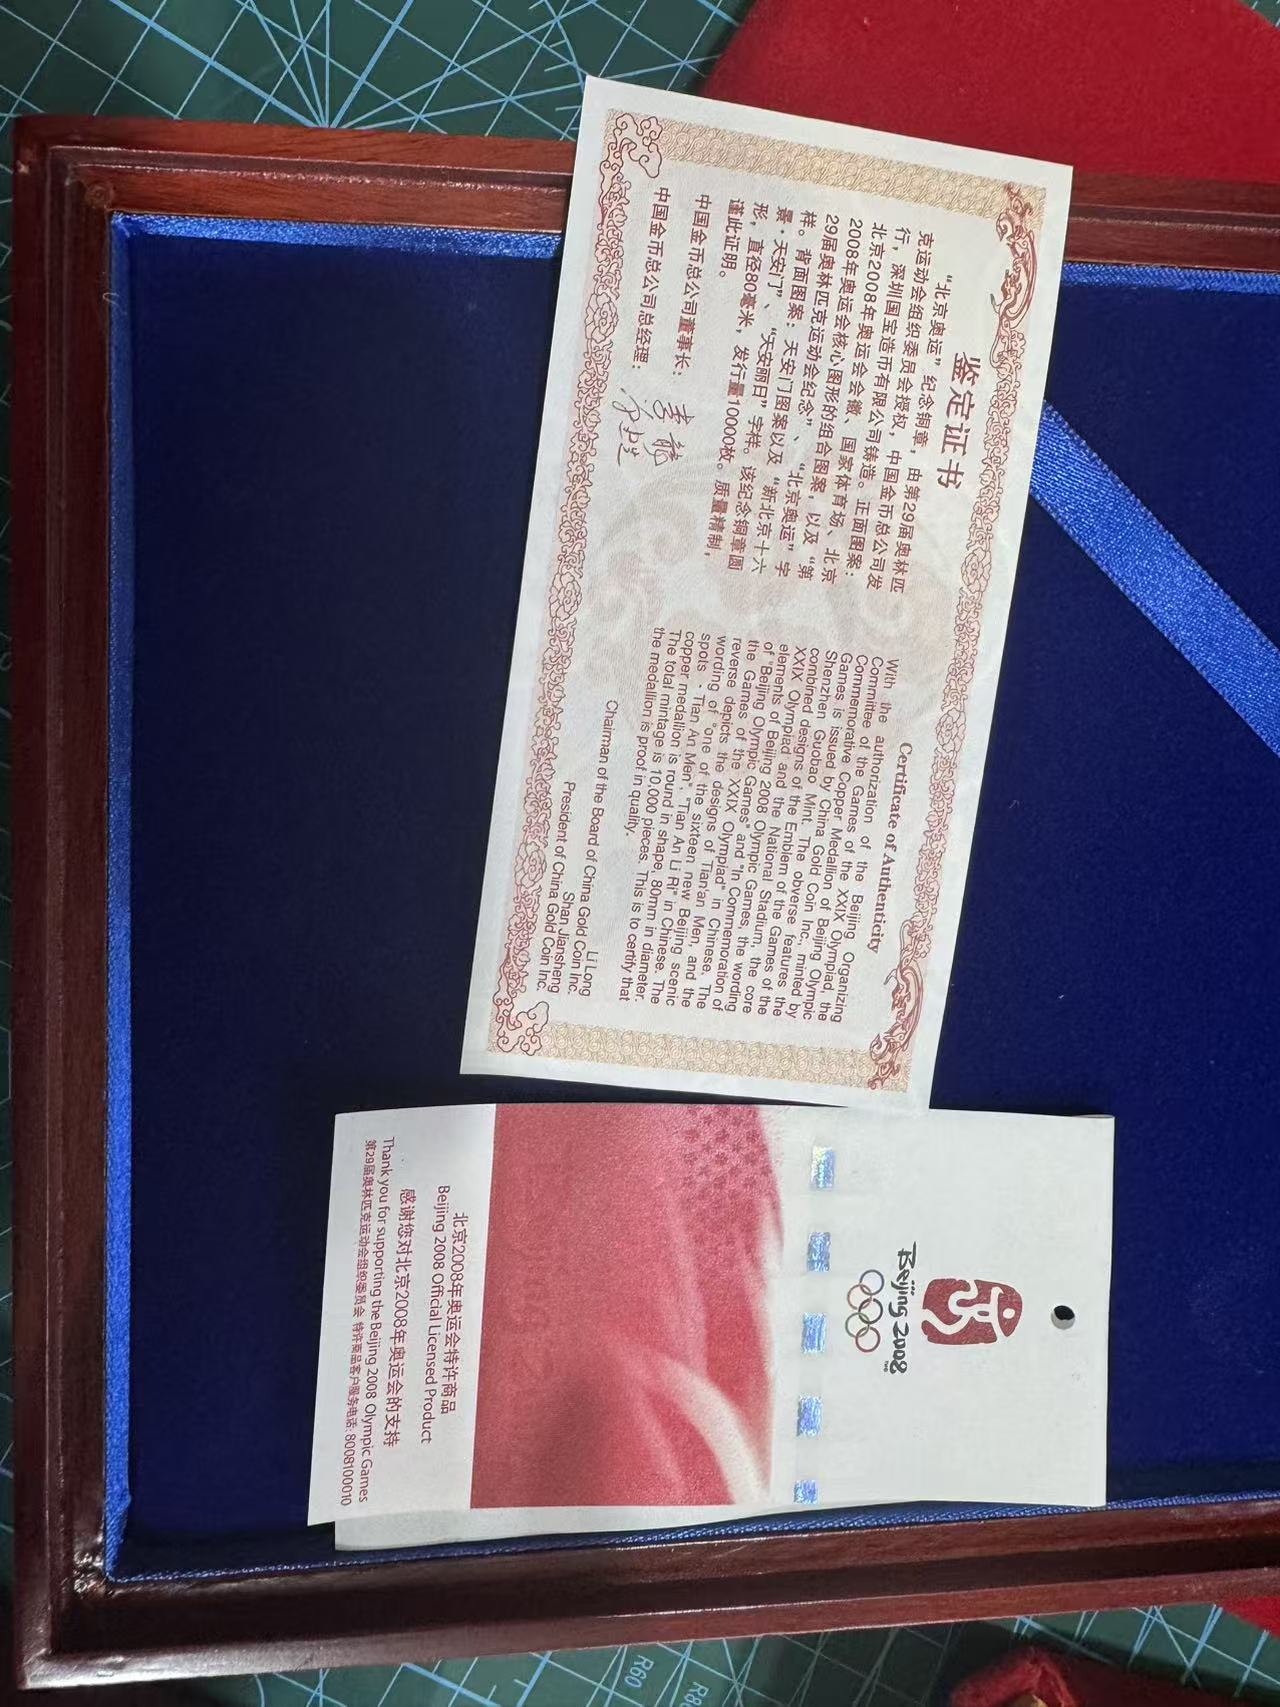 鉴定证书
“北京奥运”纪念铜章，由第29届奥林匹
克运动会组织委员会授权，中国金币总公司发
行，深圳国宝造币有限公司铸造。正面图案：
北京2008年奥运会会徽、国家体育场、北京
2008年奥运会核心图形的组合图案，以及“第
29届奥林匹克运动会纪念”、“北京奥运”字
样。背面图案：天安门图案以及“新北京十六
景·天安门”、“天安丽日”字样。该纪念铜章圆
形，直径80毫米，发行量10000枚。质量精制，
谨此证明。
中国金币总公司董事长：
中国金币总公司总经理：
Certificate of Authenticity
With the authorization of the Beijing Organizing
Committee of the Games of the XXIX Olympiad, the
Commemorative Copper Medallion of Beijing Olympic
Games is issued by China Gold Coin Inc., minted by
Shenzhen Guobao Mint. The obverse features the
combined designs of the Emblem of the Games of the
XXIX Olympiad and the National Stadium, the core
elements of Beijing 2008 Olympic Games, the wording
of "Beijing Olympic Games" and "In Commemoration of
the Games of the XXIX Olympiad" in Chinese. The
reverse depicts the designs of Tian'an Men, and the
wording of "one of the sixteen new Beijing scenic
spots - Tian An Men", "Tian An Li Ri" in Chinese. The
copper medallion is round in shape, 80mm in diameter.
The total mintage is 10,000 pieces. This is to certify that
the medallion is proof in quality.
Li Long
Chairman of the Board of China Gold Coin Inc.
Shan Jiansheng
President of China Gold Coin Inc.
Beijing 2008
TM
北京2008年奥运会特许商品
Beijing 2008 Official Licensed Product
感谢您对北京2008年奥运会的支持
Thank you for supporting the Beijing 2008 Olympic Games
第29届奥林匹克运动会组织委员会 特许商品客户服务电话: 8008100010
R60